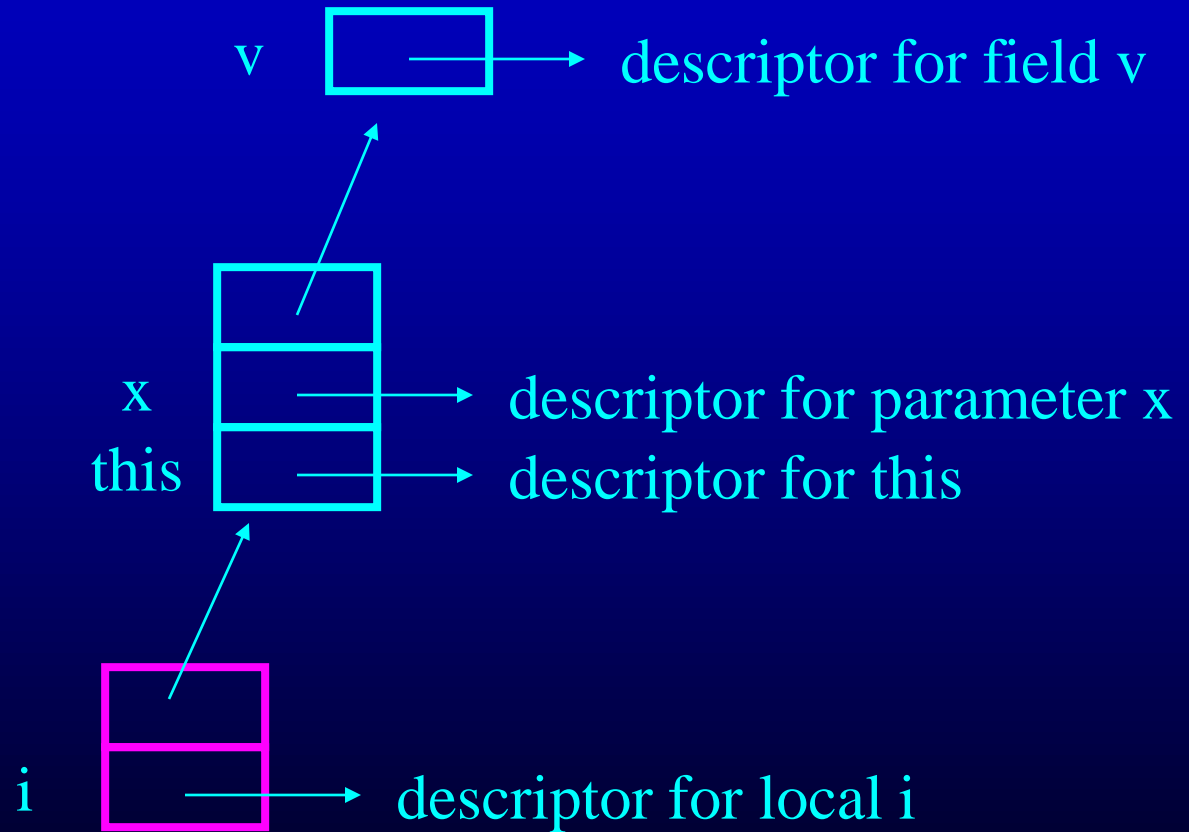 v descriptor for field v
x descriptor for parameter x
this descriptor for this
i descriptor for local i